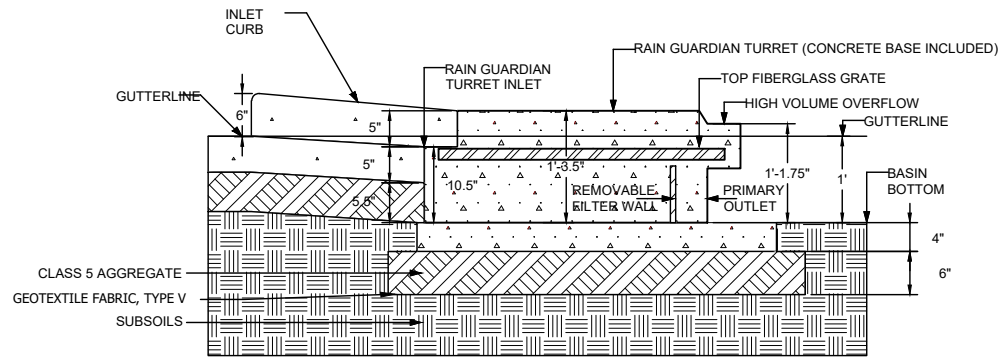 INLET
CURB
RAIN GUARDIAN TURRET (CONCRETE BASE INCLUDED)
RAIN GUARDIAN
TURRET INLET
TOP FIBERGLASS GRATE
GUTTERLINE
HIGH VOLUME OVERFLOW
GUTTERLINE
6"
5"
5"
1'-3.5"
10.5"
5.5"
REMOVABLE
FILTER WALL
PRIMARY
OUTLET
1'-1.75"
1'
BASIN
BOTTOM
4"
6"
CLASS 5 AGGREGATE
GEOTEXTILE FABRIC, TYPE V
SUBSOILS